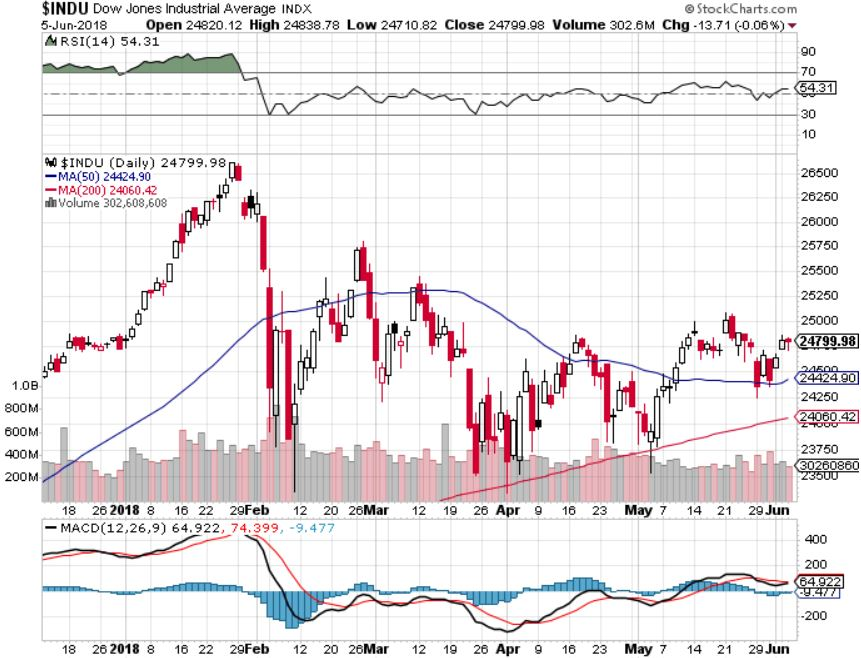 $INDU Dow Jones Industrial Average INDX
© StockCharts.com
5-Jun-2018 Open 24820.12 High 24838.78 Low 24710.82 Close 24799.98 Volume 302.6M Chg -13.71 (-0.06%)
RSI(14) 54.31
90
70
54.31
30
10
$INDU (Daily) 24799.98
MA(50) 24424.90
MA(200) 24060.42
Volume 302,608,608
26500
26250
26000
25750
25500
25250
25000
24799.98
24424.90
24250
24060.42
23750
30260860
23500
1.0B
800M
600M
400M
200M
18 26 2018 8 16 22 29 Feb 12 20 26 Mar 12 19 26 Apr 9 16 23 May 7 14 21 29 Jun
MACD(12,26,9) 64.922, 74.399, -9.477
400
200
64.922
-9.477
-200
18 26 2018 8 16 22 29 Feb 12 20 26 Mar 12 19 26 Apr 9 16 23 May 7 14 21 29 Jun